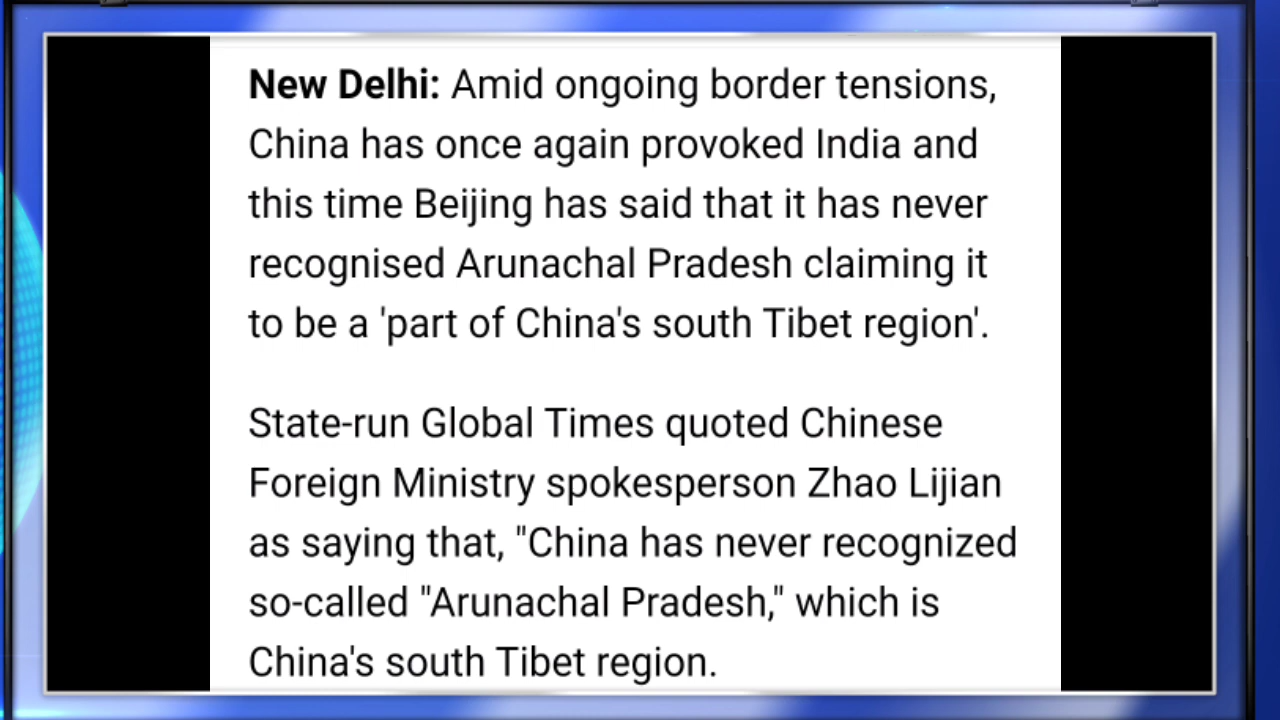 New Delhi: Amid ongoing border tensions,
China has once again provoked India and
this time Beijing has said that it has never
recognised Arunachal Pradesh claiming it
to be a 'part of China's south Tibet region'.
State-run Global Times quoted Chinese
Foreign Ministry spokesperson Zhao Lijian
as saying that, "China has never recognized
so-called "Arunachal Pradesh," which is
China's south Tibet region.